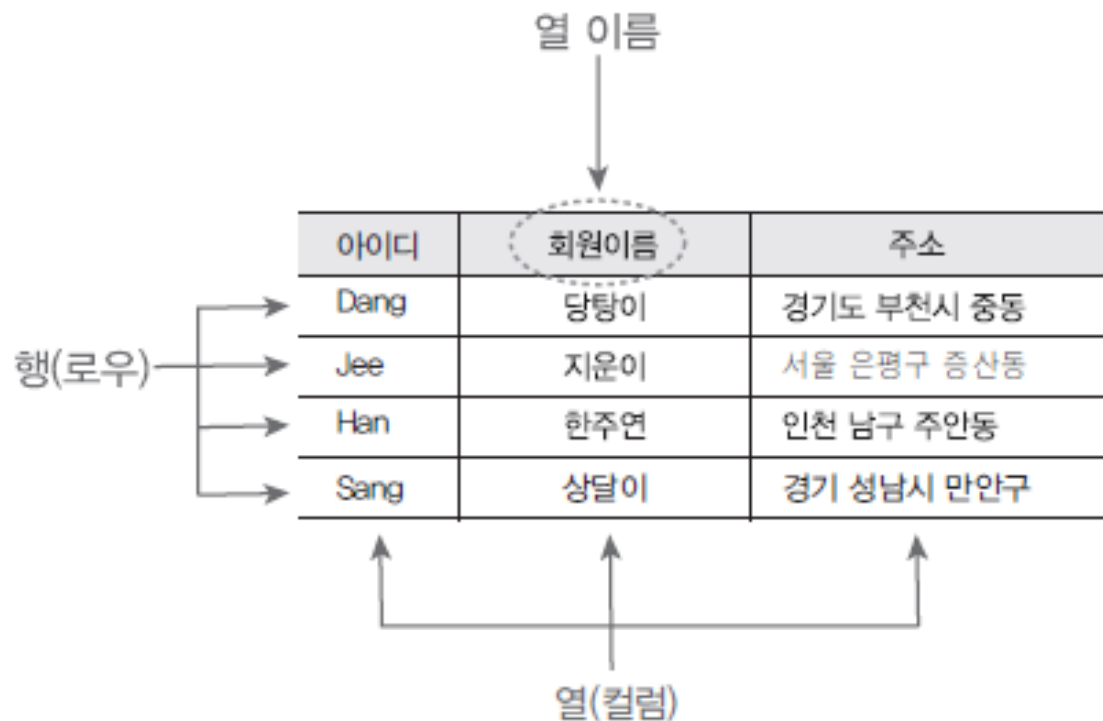 열 이름
아이디 회원이름 주소
Dang 당탕이 경기도 부천시 중동
행(로우) Jee 지운이 서울 은평구 증산동
Han 한주연 인천 남구 주안동
Sang 상달이 경기 성남시 만안구
열(컬럼)